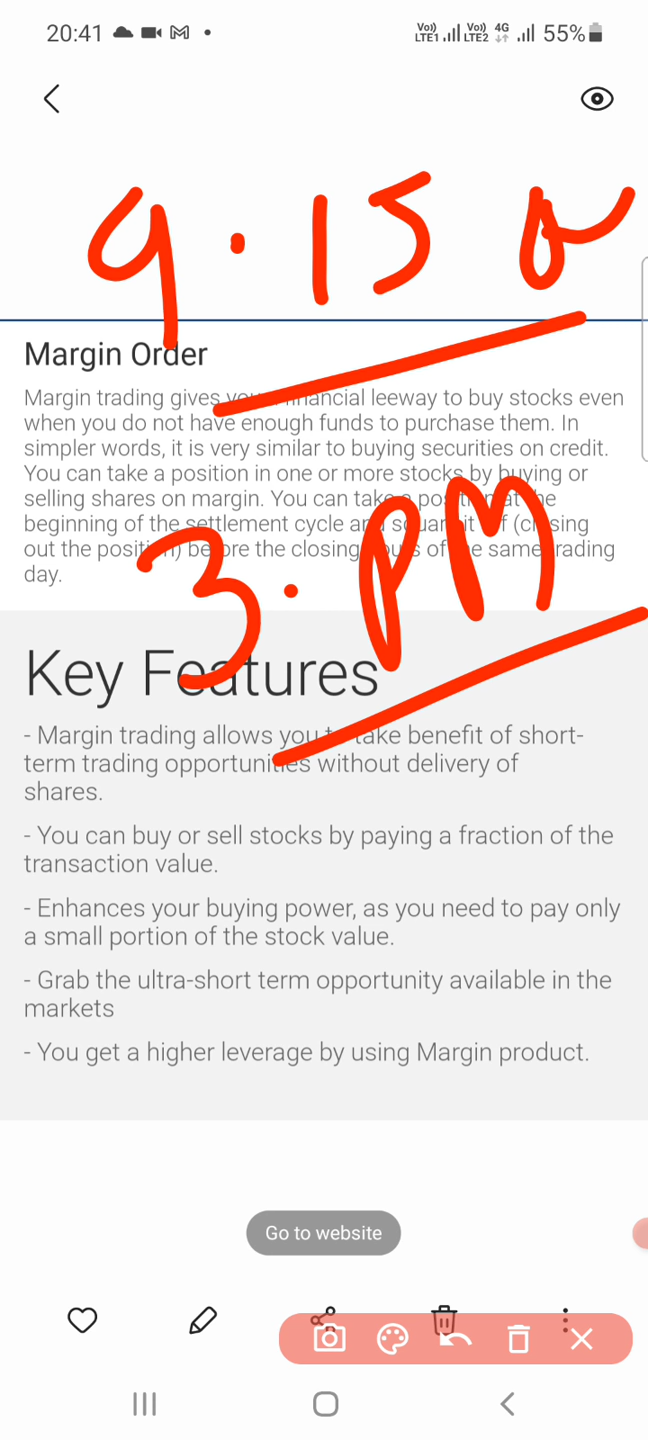 20:41
Vo)) LTE1 Vo)) LTE2 4G 55%
9.15 a
Margin Order
Margin trading gives your financial leeway to buy stocks even
when you do not have enough funds to purchase them. In
simpler words, it is very similar to buying securities on credit.
You can take a position in one or more stocks by buying or
selling shares on margin. You can take a position at the
beginning of the settlement cycle and square it off (closing
out the position) before the closing hours of the same trading
day.
3.PM
Key Features
- Margin trading allows you to take benefit of short-
term trading opportunities without delivery of
shares.
- You can buy or sell stocks by paying a fraction of the
transaction value.
- Enhances your buying power, as you need to pay only
a small portion of the stock value.
- Grab the ultra-short term opportunity available in the
markets
- You get a higher leverage by using Margin product.
Go to website